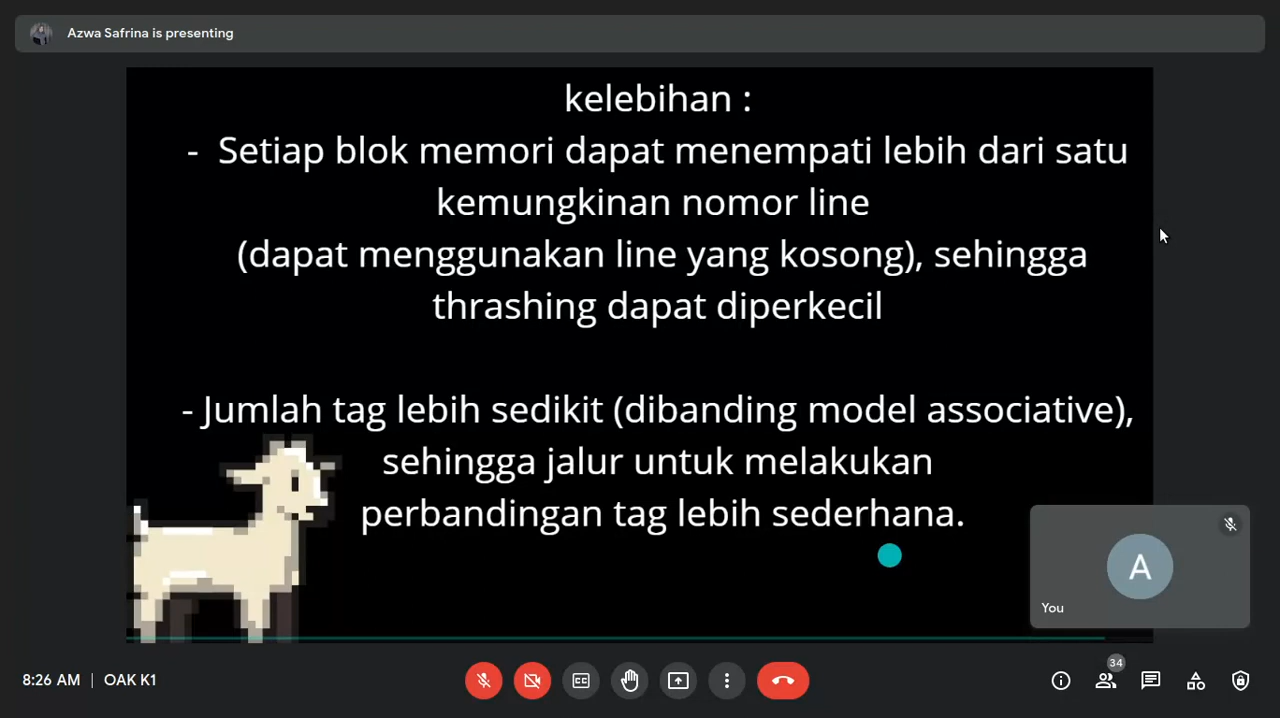 Azwa Safrina is presenting
kelebihan :
- Setiap blok memori dapat menempati lebih dari satu
kemungkinan nomor line
(dapat menggunakan line yang kosong), sehingga
thrashing dapat diperkecil
- Jumlah tag lebih sedikit (dibanding model associative),
sehingga jalur untuk melakukan
perbandingan tag lebih sederhana.
A
You
8:26 AM | OAK K1
CC
34